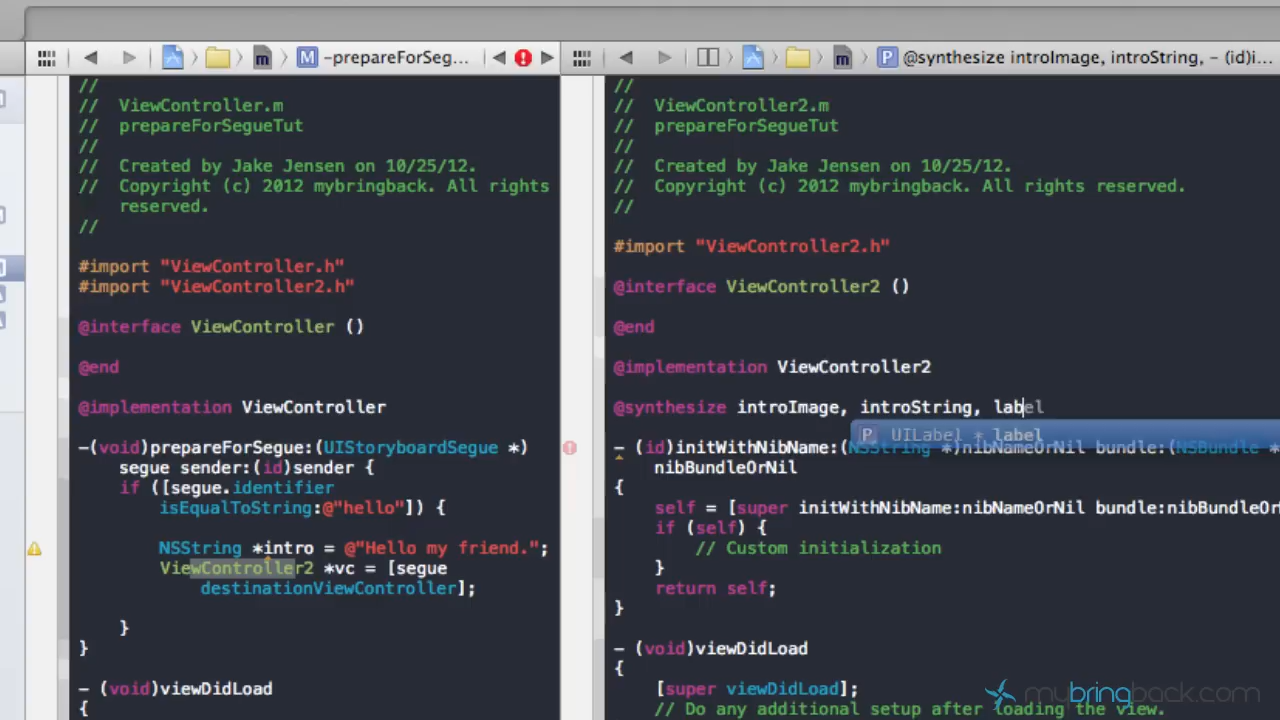 -prepareForSeg...
@synthesize introImage, introString, - (id)i...
//
// ViewController.m
// prepareForSegueTut
//
// Created by Jake Jensen on 10/25/12.
// Copyright (c) 2012 mybringback. All rights
reserved.
//
#import "ViewController.h"
#import "ViewController2.h"
@interface ViewController ()
@end
@implementation ViewController
-(void)prepareForSegue:(UIStoryboardSegue *)
segue sender:(id)sender {
if ([segue.identifier
isEqualToString:@"hello"]) {
NSString *intro = @"Hello my friend.";
ViewController2 *vc = [segue
destinationViewController];
}
}
- (void)viewDidLoad
{
//
// ViewController2.m
// prepareForSegueTut
//
// Created by Jake Jensen on 10/25/12.
// Copyright (c) 2012 mybringback. All rights reserved.
//
#import "ViewController2.h"
@interface ViewController2 ()
@end
@implementation ViewController2
@synthesize introImage, introString, label
P UILabel * label
- (id)initWithNibName:(NSString *)nibNameOrNil bundle:(NSBundle *
nibBundleOrNil
{
self = [super initWithNibName:nibNameOrNil bundle:nibBundleOr
if (self) {
// Custom initialization
}
return self;
}
- (void)viewDidLoad
{
[super viewDidLoad];
// Do any additional setup after loading the view.
mybringback.com